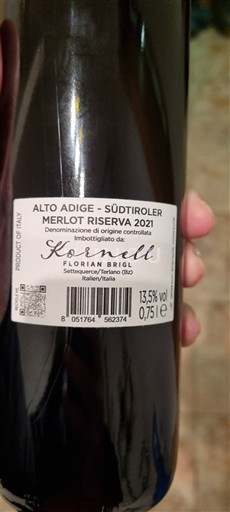 ALTO ADIGE - SÜDTIROLER
MERLOT RISERVA 2021
Denominazione di origine controllata
Imbottigliato da:
Kornell
FLORIAN BRIGL
Settequerce/Terlano (Bz)
Italien/Italia
PRODUCT OF ITALY
13,5% vol
0,75 l e
8 051764 562374